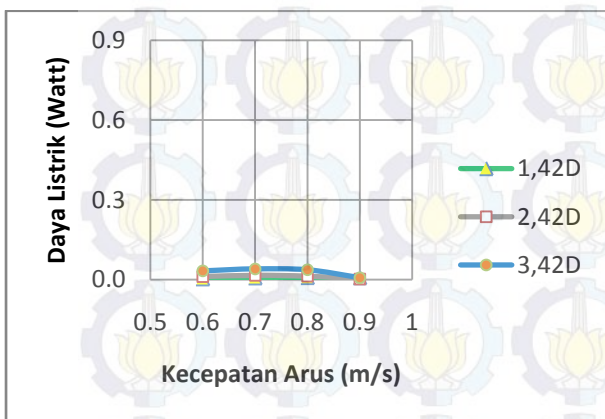 Daya Listrik (Watt)
0.9
0.6
0.3
0.0
0.5 0.6 0.7 0.8 0.9 1
Kecepatan Arus (m/s)
1,42D
2,42D
3,42D